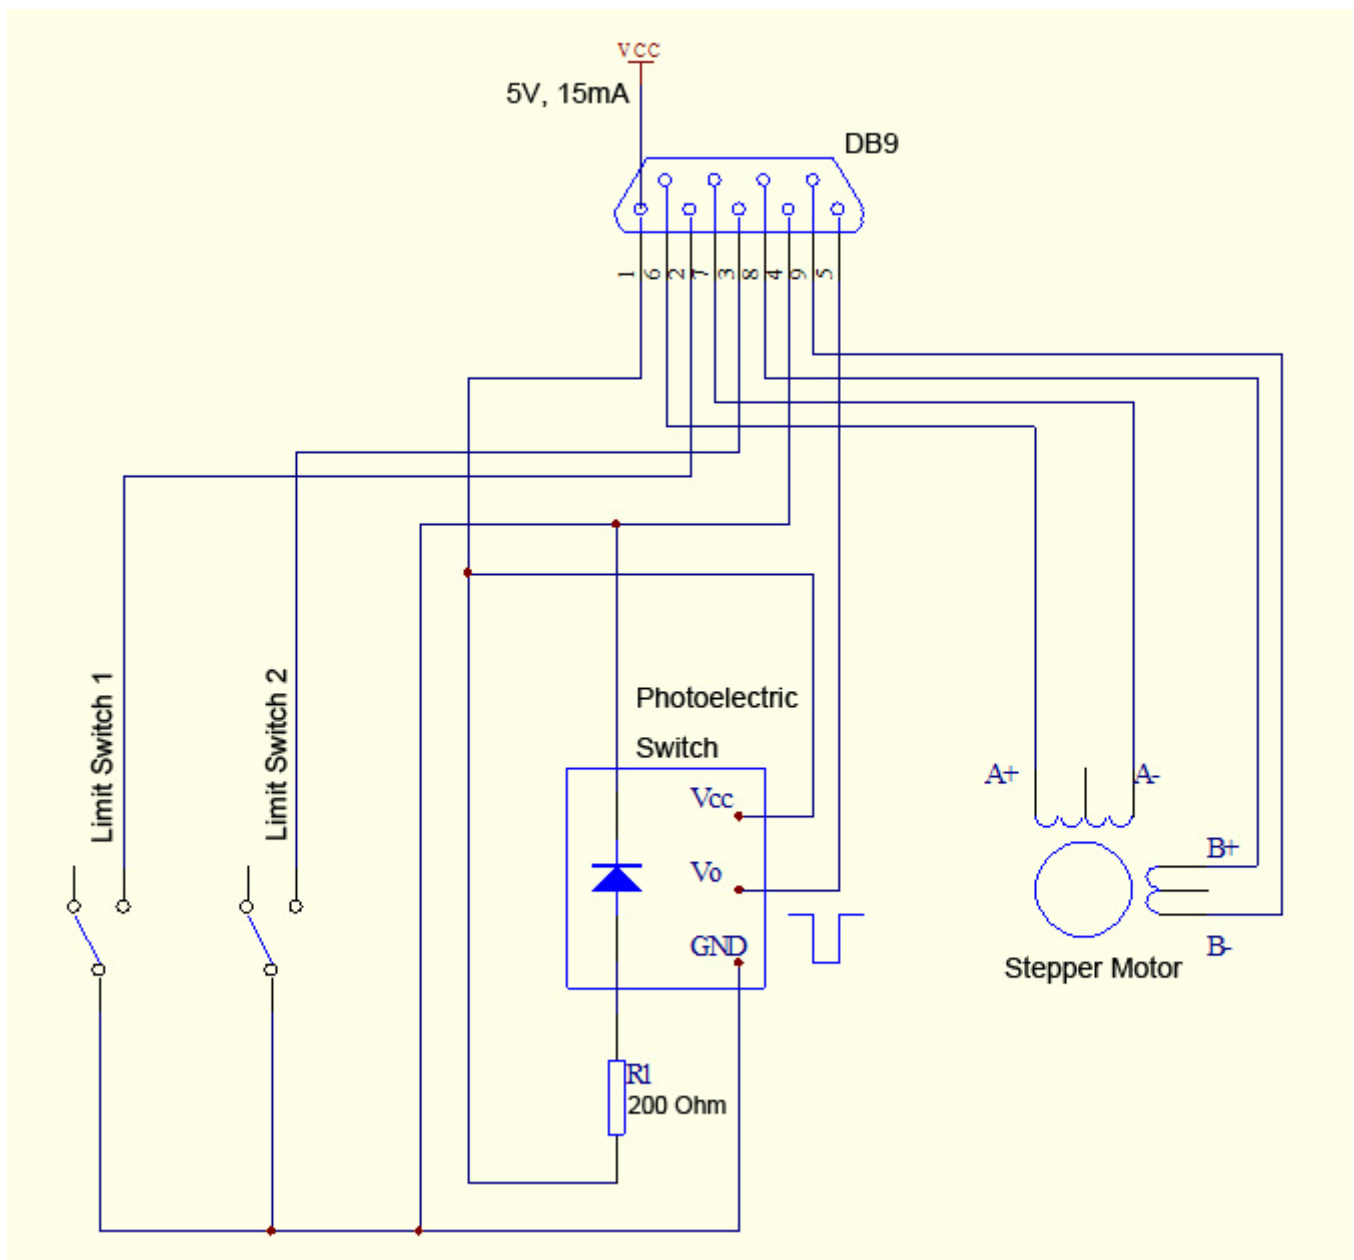 VCC
5V, 15mA
DB9
1 6 2 7 3 8 4 9 5
Limit Switch 1
Limit Switch 2
Photoelectric
Switch
Vcc
Vo
GND
A+ A-
B+
B-
Stepper Motor
R1
200 Ohm